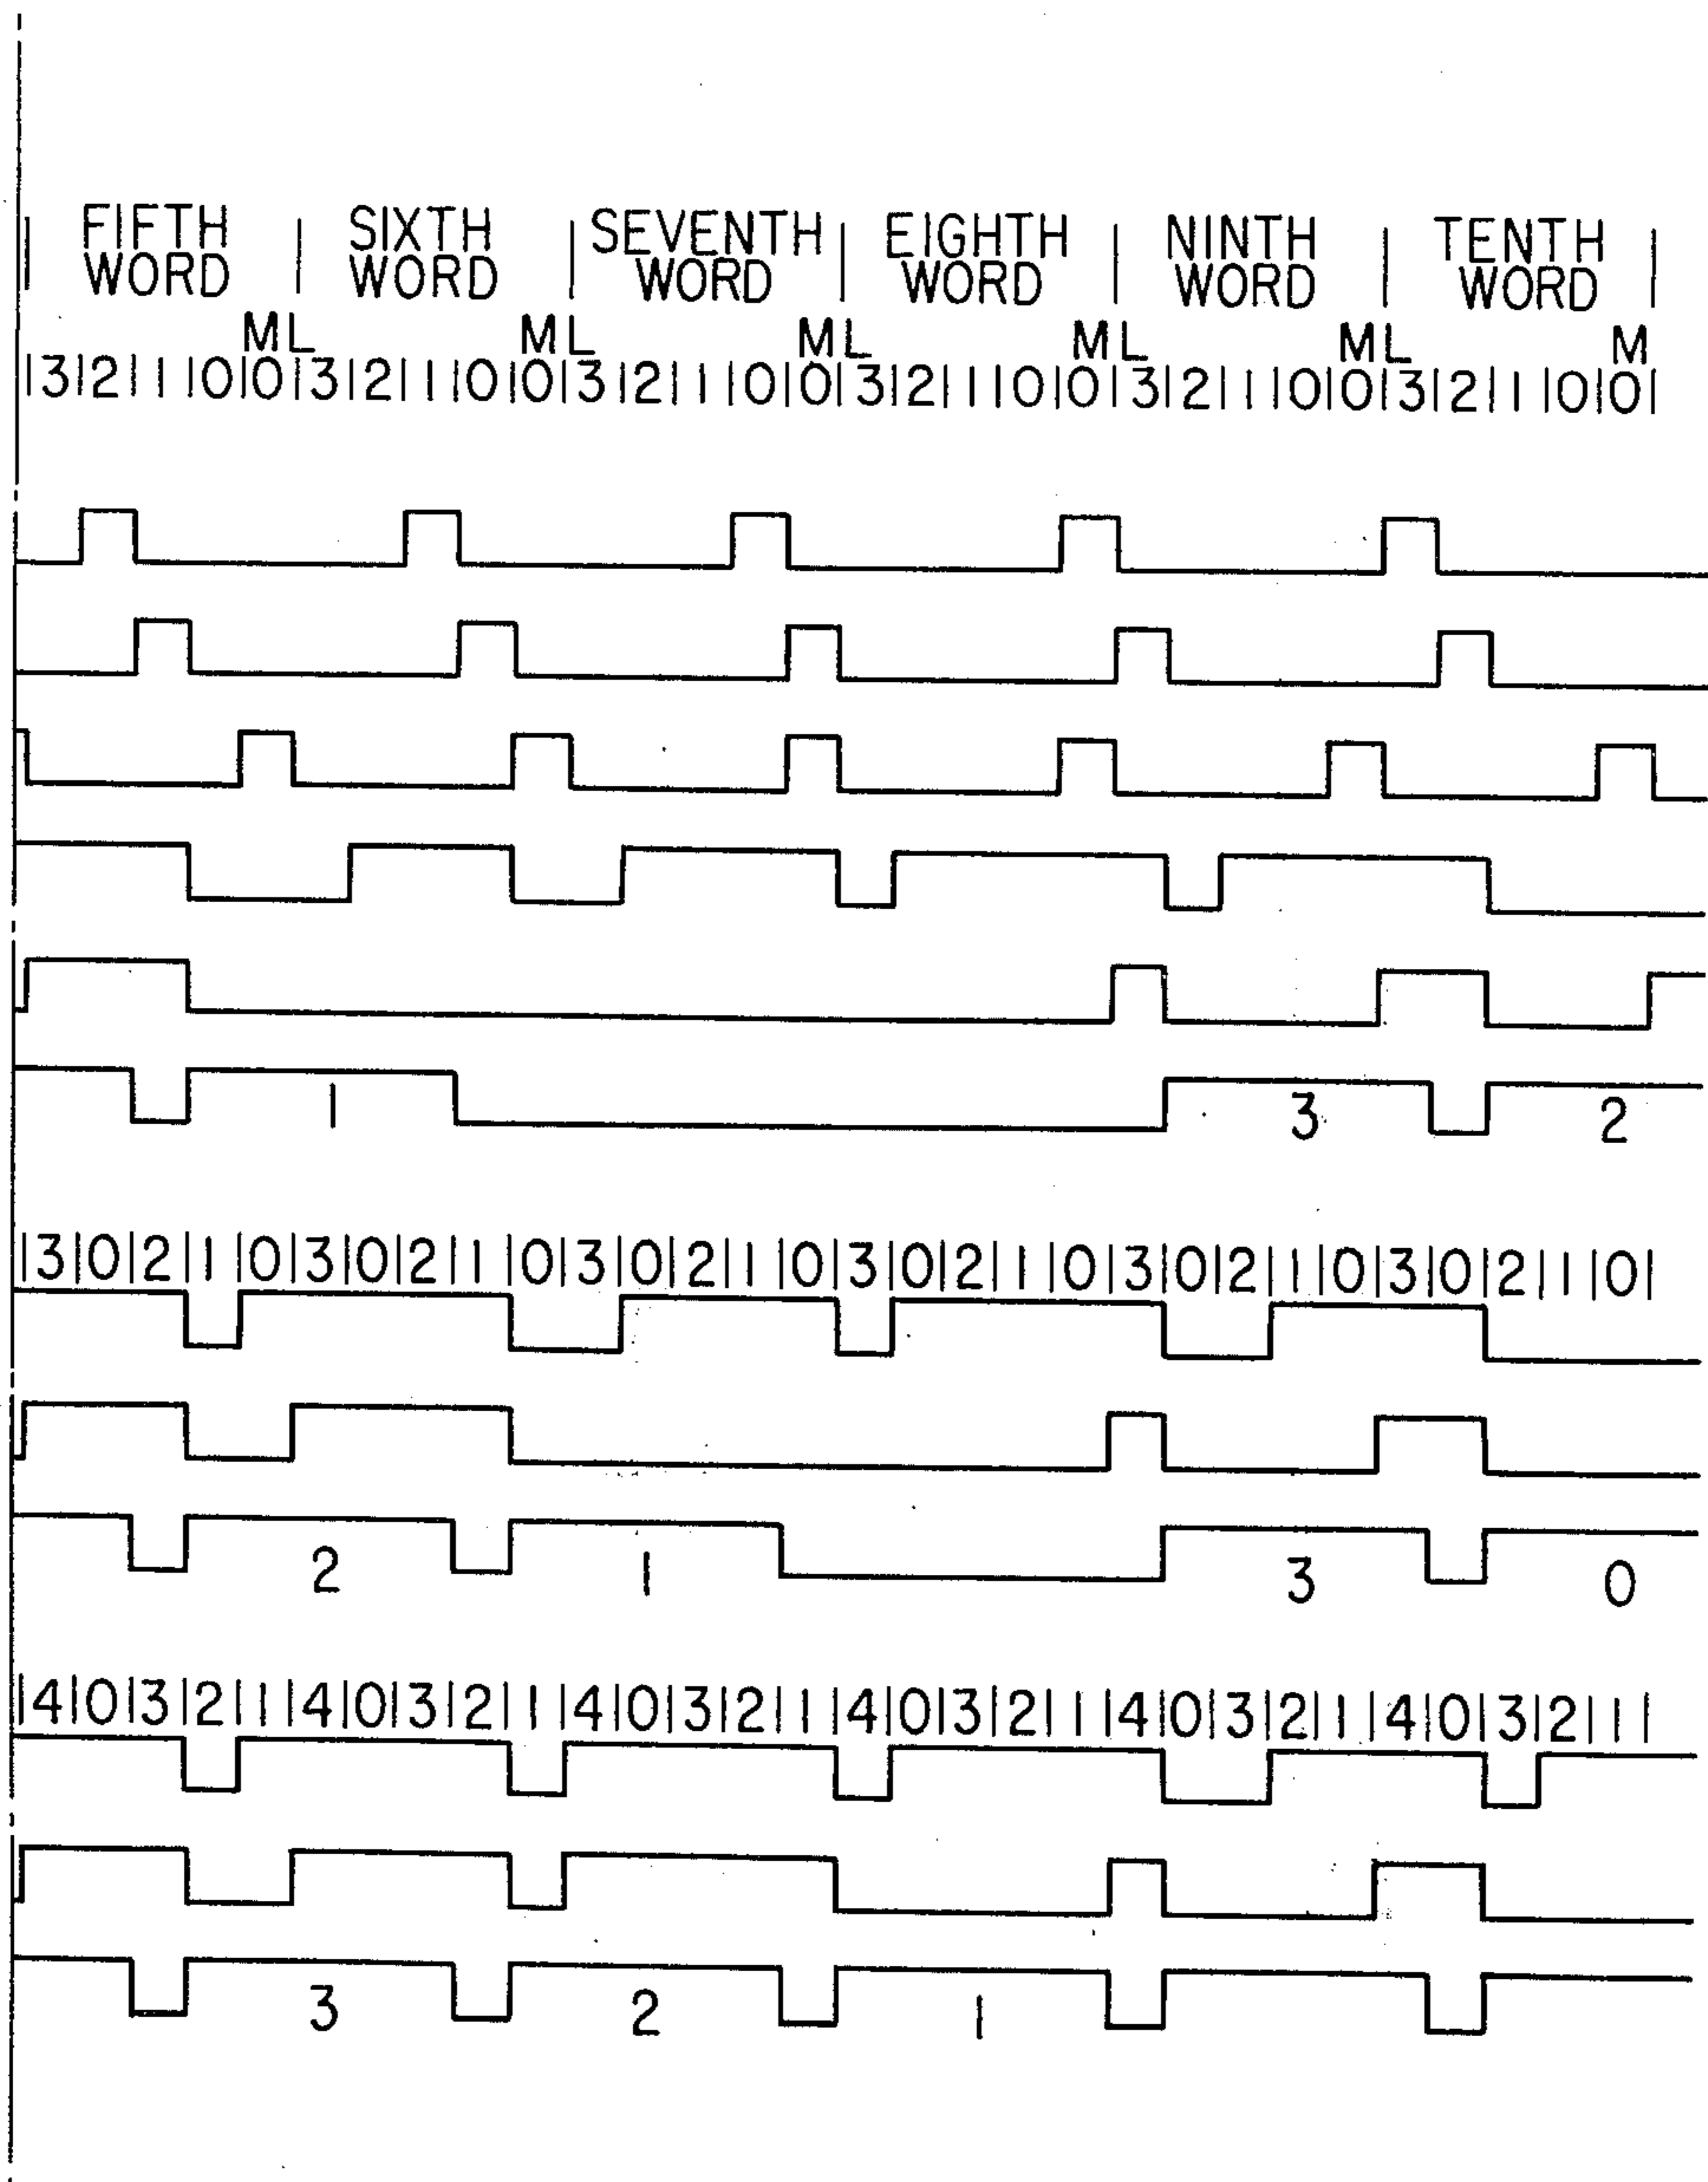 FIFTH SIXTH SEVENTH EIGHTH NINTH TENTH
WORD WORD WORD WORD WORD WORD
ML ML ML ML ML M
|3|2|1|0|0|3|2|1|0|0|3|2|1|0|0|3|2|1|0|0|3|2|1|0|0|3|2|1|0|0|
1 3 2
|3|0|2|1|0|3|0|2|1|0|3|0|2|1|0|3|0|2|1|0|3|0|2|1|0|3|0|2|1|0|
2 1 3 0
|4|0|3|2|1|4|0|3|2|1|4|0|3|2|1|4|0|3|2|1|4|0|3|2|1|4|0|3|2|1|
3 2 1